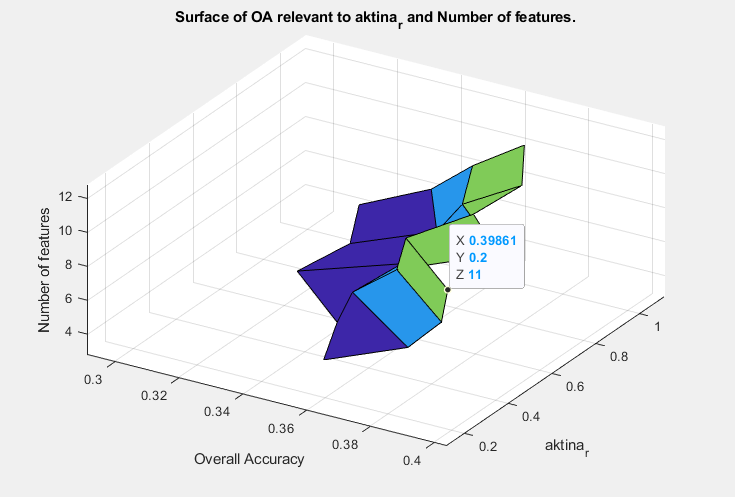 Surface of OA relevant to aktina_r and Number of features.
12
10
8
6
4
Number of features
X 0.39861
Y 0.2
Z 11
0.3
0.32
0.34
0.36
0.38
0.4
Overall Accuracy
0.2
0.4
0.6
0.8
1
aktina_r